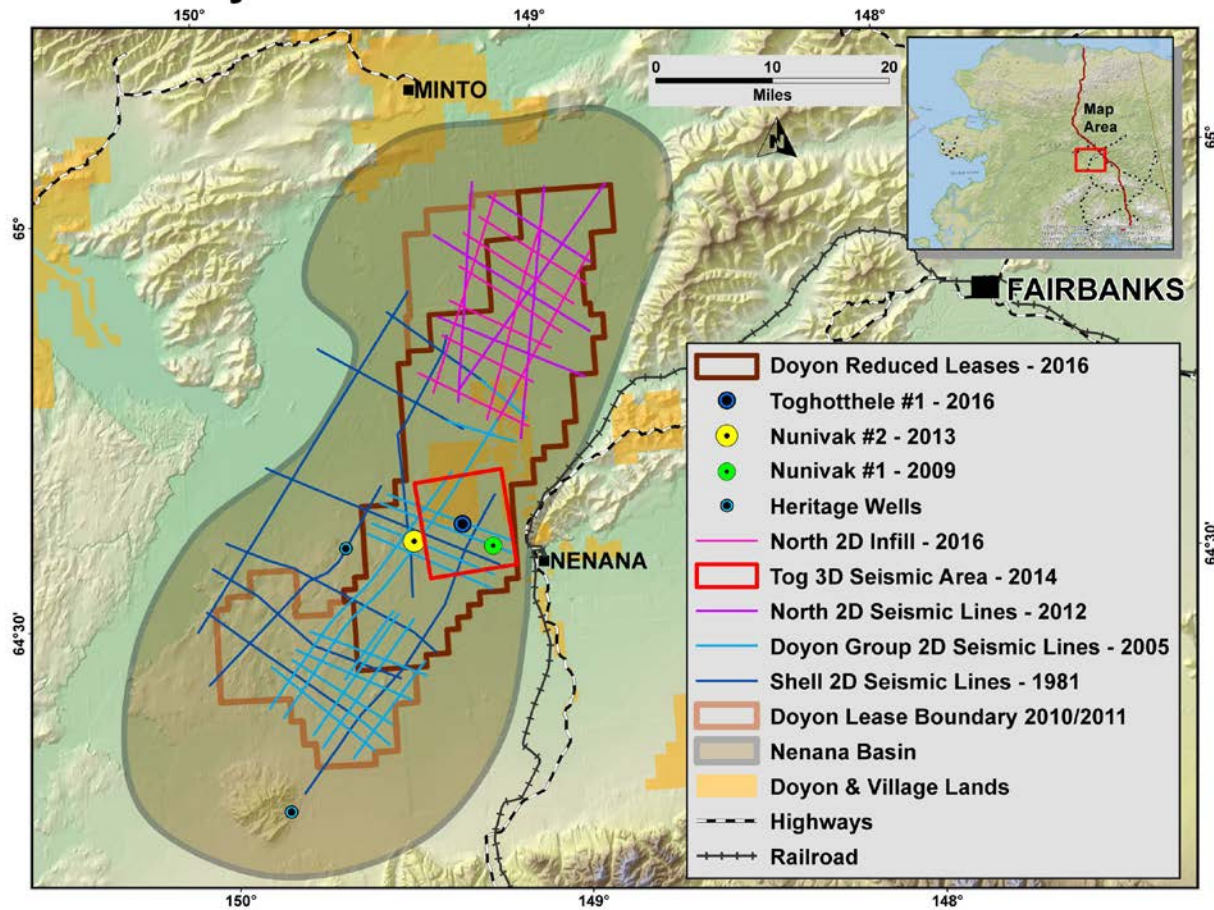 150°
149°
148°
0
10
20
Miles
MINTO
N
Map
Area
65°
65°
FAIRBANKS
NENANA
64°30'
64°30'
Doyon Reduced Leases - 2016
Toghotthele #1 - 2016
Nunivak #2 - 2013
Nunivak #1 - 2009
Heritage Wells
North 2D Infill - 2016
Tog 3D Seismic Area - 2014
North 2D Seismic Lines - 2012
Doyon Group 2D Seismic Lines - 2005
Shell 2D Seismic Lines - 1981
Doyon Lease Boundary 2010/2011
Nenana Basin
Doyon & Village Lands
Highways
Railroad
150°
149°
148°